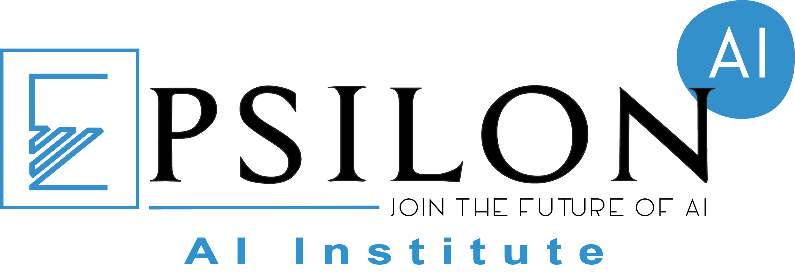 AI
EPSILON
JOIN THE FUTURE OF AI
AI Institute